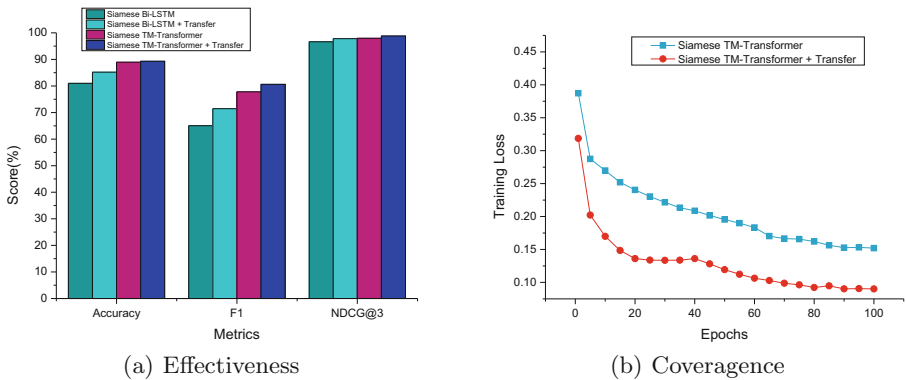 Siamese Bi-LSTM
Siamese Bi-LSTM + Transfer
Siamese TM-Transformer
Siamese TM-Transformer + Transfer
100
90
80
70
60
50
40
30
20
10
0
Score(%)
Accuracy
F1
NDCG@3
Metrics
(a) Effectiveness
Siamese TM-Transformer
Siamese TM-Transformer + Transfer
0.45
0.40
0.35
0.30
0.25
0.20
0.15
0.10
Training Loss
0
20
40
60
80
100
Epochs
(b) Coveragence